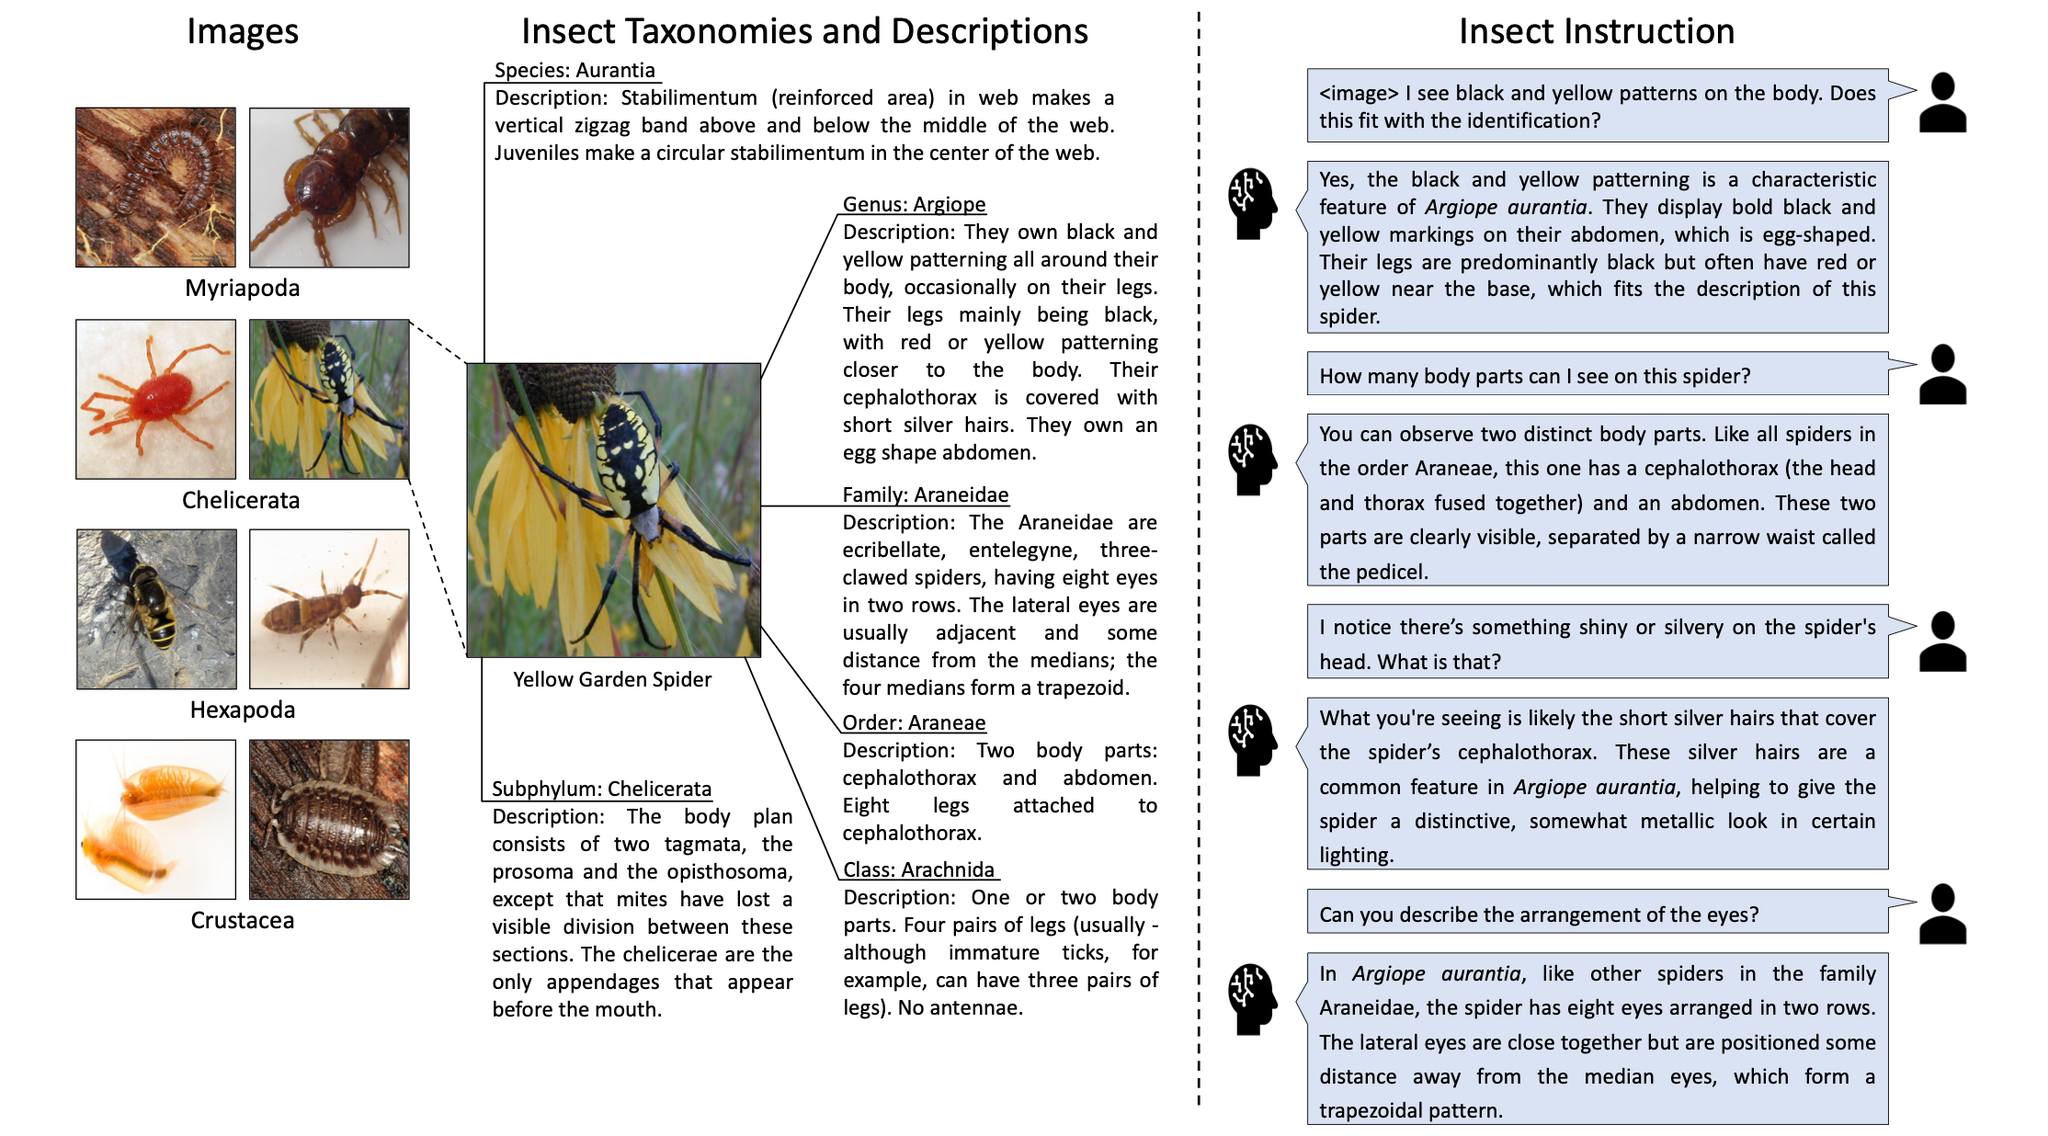 Images
Myriapoda
Chelicerata
Hexapoda
Crustacea
Insect Taxonomies and Descriptions
Species: Aurantia
Description: Stabilimentum (reinforced area) in web makes a
vertical zigzag band above and below the middle of the web.
Juveniles make a circular stabilimentum in the center of the web.
Genus: Argiope
Description: They own black and
yellow patterning all around their
body, occasionally on their legs.
Their legs mainly being black,
with red or yellow patterning
closer to the body. Their
cephalothorax is covered with
short silver hairs. They own an
egg shape abdomen.
Family: Araneidae
Description: The Araneidae are
ecribellate, entelegyne, three-
clawed spiders, having eight eyes
in two rows. The lateral eyes are
usually adjacent and some
distance from the medians; the
four medians form a trapezoid.
Yellow Garden Spider
Order: Araneae
Description: Two body parts:
cephalothorax and abdomen.
Eight legs attached to
cephalothorax.
Subphylum: Chelicerata
Description: The body plan
consists of two tagmata, the
prosoma and the opisthosoma,
except that mites have lost a
visible division between these
sections. The chelicerae are the
only appendages that appear
before the mouth.
Class: Arachnida
Description: One or two body
parts. Four pairs of legs (usually -
although immature ticks, for
example, can have three pairs of
legs). No antennae.
Insect Instruction
<image> I see black and yellow patterns on the body. Does
this fit with the identification?
Yes, the black and yellow patterning is a characteristic
feature of Argiope aurantia. They display bold black and
yellow markings on their abdomen, which is egg-shaped.
Their legs are predominantly black but often have red or
yellow near the base, which fits the description of this
spider.
How many body parts can I see on this spider?
You can observe two distinct body parts. Like all spiders in
the order Araneae, this one has a cephalothorax (the head
and thorax fused together) and an abdomen. These two
parts are clearly visible, separated by a narrow waist called
the pedicel.
I notice there’s something shiny or silvery on the spider's
head. What is that?
What you're seeing is likely the short silver hairs that cover
the spider’s cephalothorax. These silver hairs are a
common feature in Argiope aurantia, helping to give the
spider a distinctive, somewhat metallic look in certain
lighting.
Can you describe the arrangement of the eyes?
In Argiope aurantia, like other spiders in the family
Araneidae, the spider has eight eyes arranged in two rows.
The lateral eyes are close together but are positioned some
distance away from the median eyes, which form a
trapezoidal pattern.